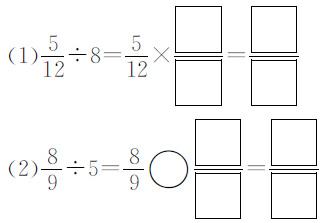 (1) 5/12 ÷ 8 = 5/12 × □/□ = □/□
(2) 8/9 ÷ 5 = 8/9 ○ □/□ = □/□